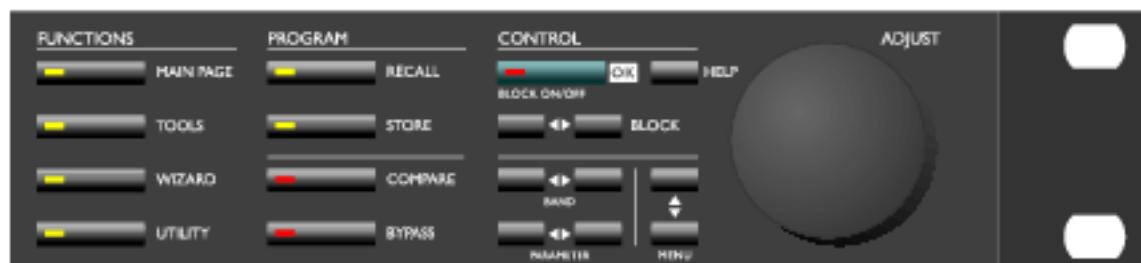 FUNCTIONS
MAIN PAGE
TOOLS
WIZARD
UTILITY
PROGRAM
RECALL
STORE
COMPARE
BYPASS
CONTROL
OK
HELP
BLOCK ON/OFF
BLOCK
BAND
PARAMETER
MENU
ADJUST